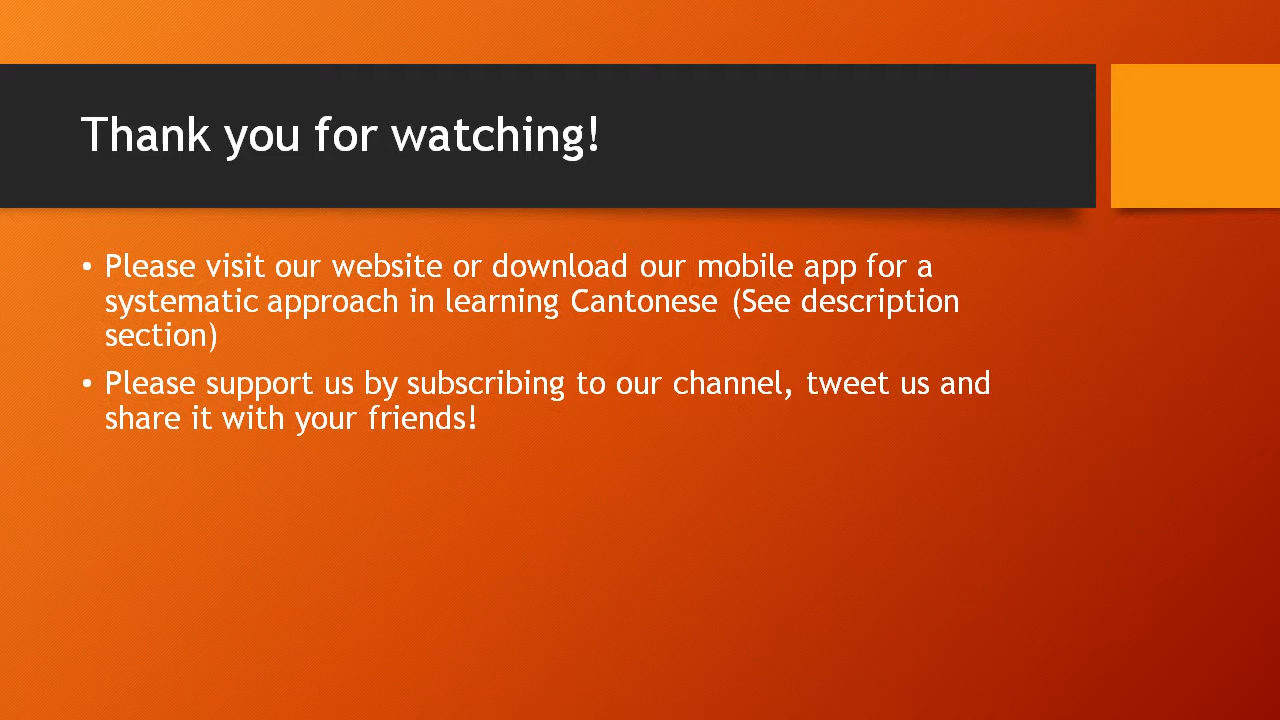 Thank you for watching!
• Please visit our website or download our mobile app for a
systematic approach in learning Cantonese (See description
section)
• Please support us by subscribing to our channel, tweet us and
share it with your friends!